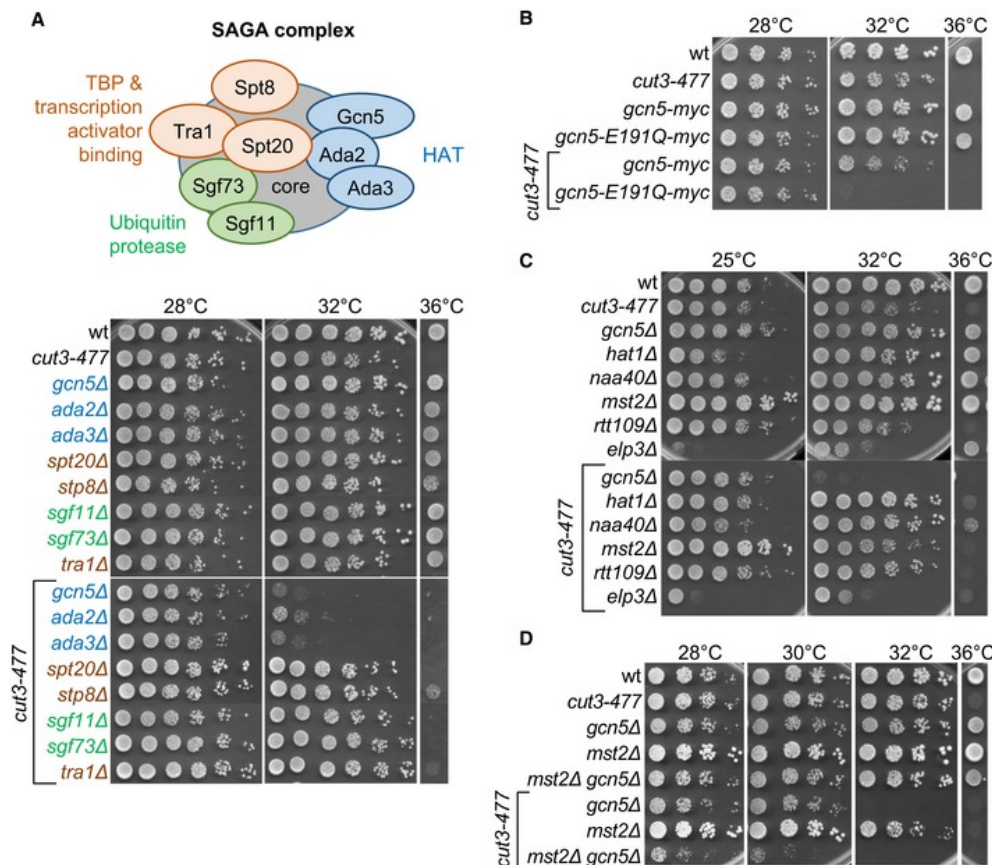 A
SAGA complex
TBP &
transcription
activator
binding
Spt8
Gcn5
Tra1
Spt20
Ada2
HAT
Sgf73
core
Ada3
Sgf11
Ubiquitin
protease
28°C 32°C 36°C
wt
cut3-477
gcn5Δ
ada2Δ
ada3Δ
spt20Δ
stp8Δ
sgf11Δ
sgf73Δ
tra1Δ
cut3-477
gcn5Δ
ada2Δ
ada3Δ
spt20Δ
stp8Δ
sgf11Δ
sgf73Δ
tra1Δ
B
28°C 32°C 36°C
wt
cut3-477
gcn5-myc
gcn5-E191Q-myc
cut3-477
gcn5-myc
gcn5-E191Q-myc
C
25°C 32°C 36°C
wt
cut3-477
gcn5Δ
hat1Δ
naa40Δ
mst2Δ
rtt109Δ
elp3Δ
cut3-477
gcn5Δ
hat1Δ
naa40Δ
mst2Δ
rtt109Δ
elp3Δ
D
28°C 30°C 32°C 36°C
wt
cut3-477
gcn5Δ
mst2Δ
mst2Δ gcn5Δ
cut3-477
gcn5Δ
mst2Δ
mst2Δ gcn5Δ